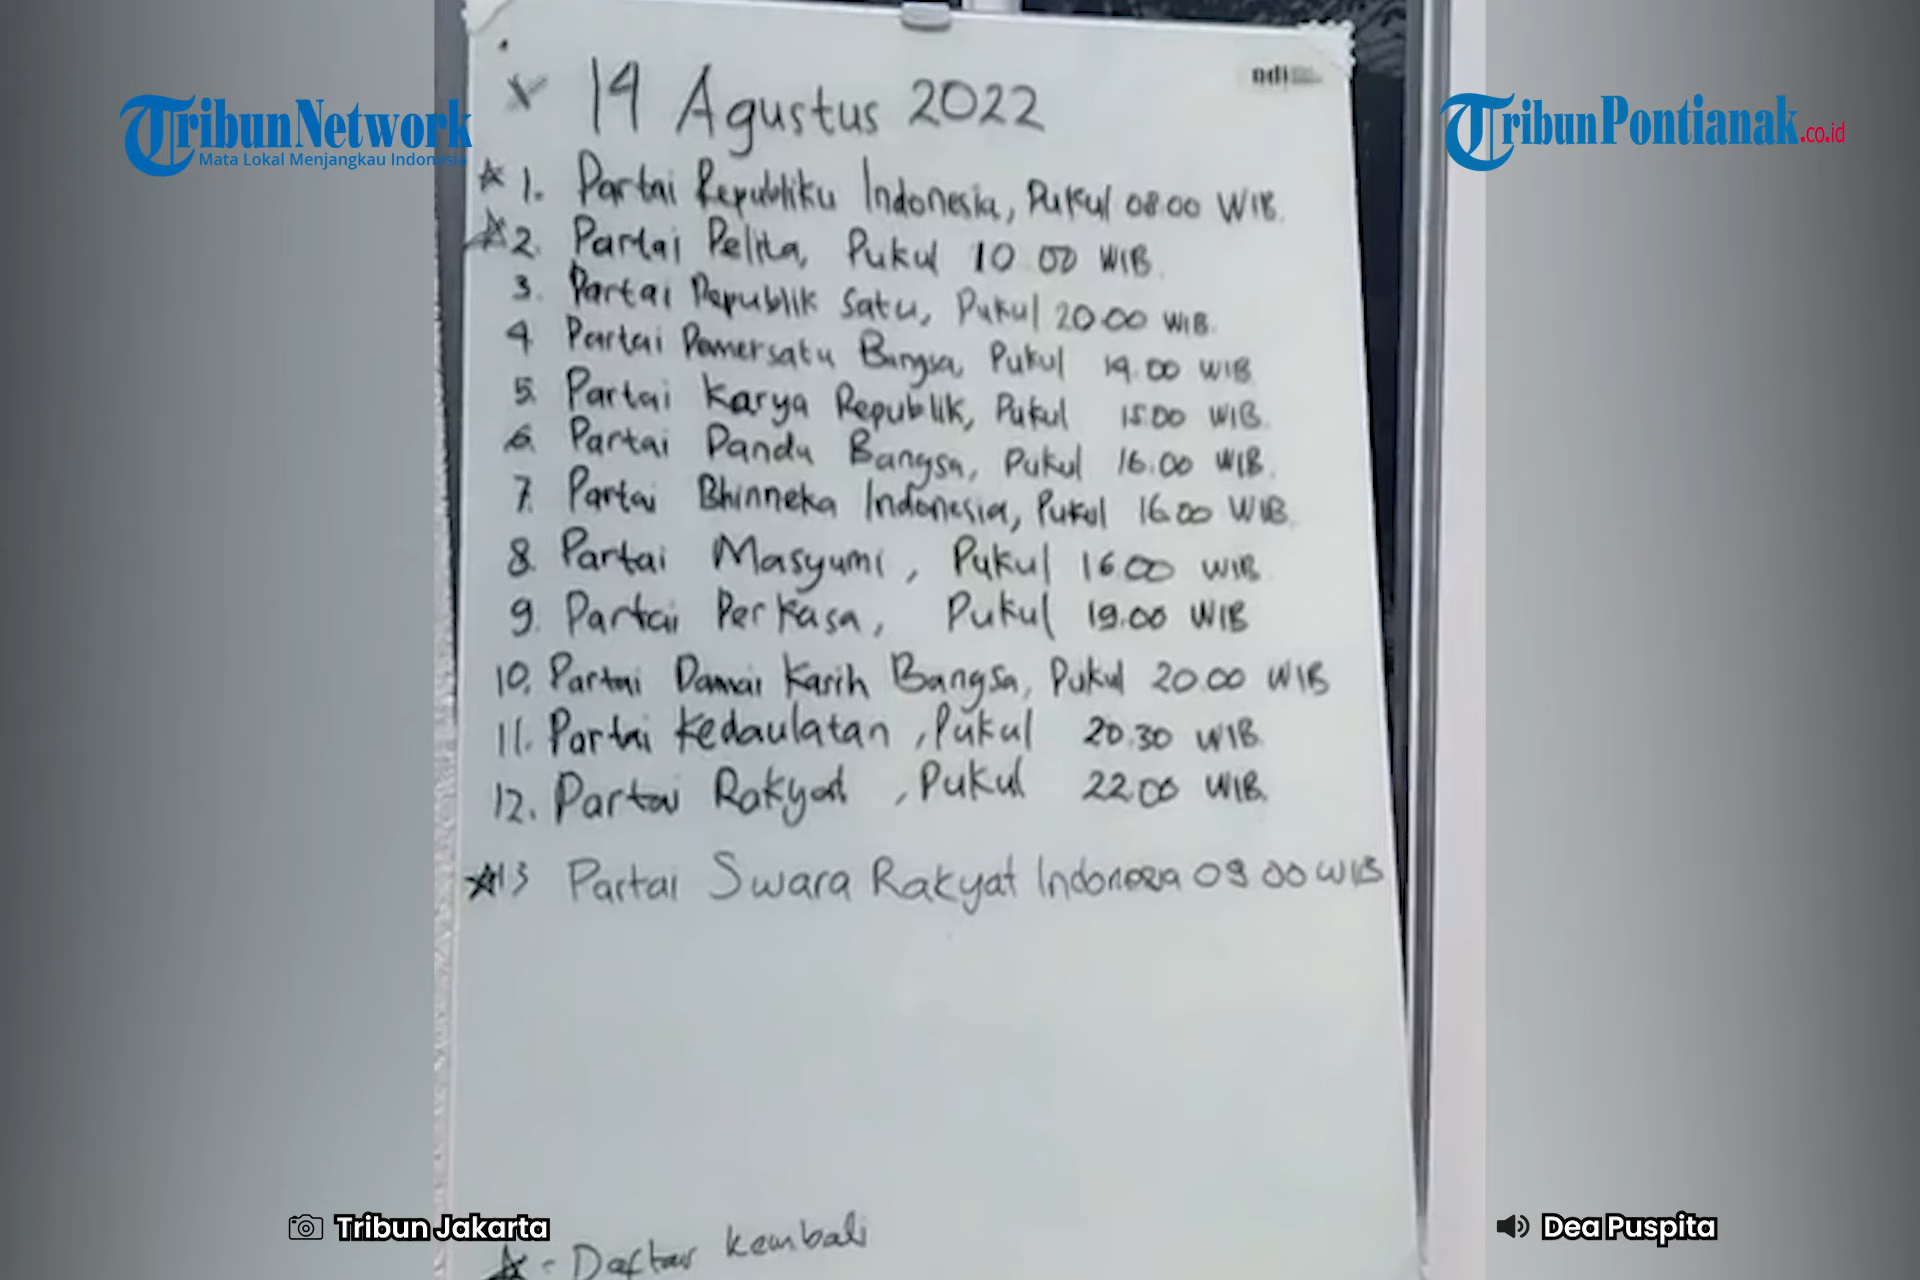 14 Agustus 2022
TribunNetwork
Mata Lokal Menjangkau Indonesia
TribunPontianak.co.id
1. Partai Republiku Indonesia, Pukul 08.00 WIB.
2. Partai Pelita, Pukul 10.00 WIB.
3. Partai Republik Satu, Pukul 20.00 WIB.
4 Partai Pemersatu Bangsa, Pukul 14.00 WIB
5. Partai Karya Republik, Pukul 15.00 WIB.
6. Partai Pandu Bangsa, Pukul 16.00 WIB.
7. Partai Bhinneka Indonesia, Pukul 16.00 WIB.
8. Partai Masyumi, Pukul 16.00 WIB.
9. Partai Perkasa, Pukul 19.00 WIB
10. Partai Damai Kasih Bangsa, Pukul 20.00 WIB
11. Partai Kedaulatan, Pukul 20.30 WIB.
12. Partai Rakyat, Pukul 22.00 WIB.
13 Partai Swara Rakyat Indonesia 09.00 WIB
Tribun Jakarta
Dea Puspita
= Daftar Kembali